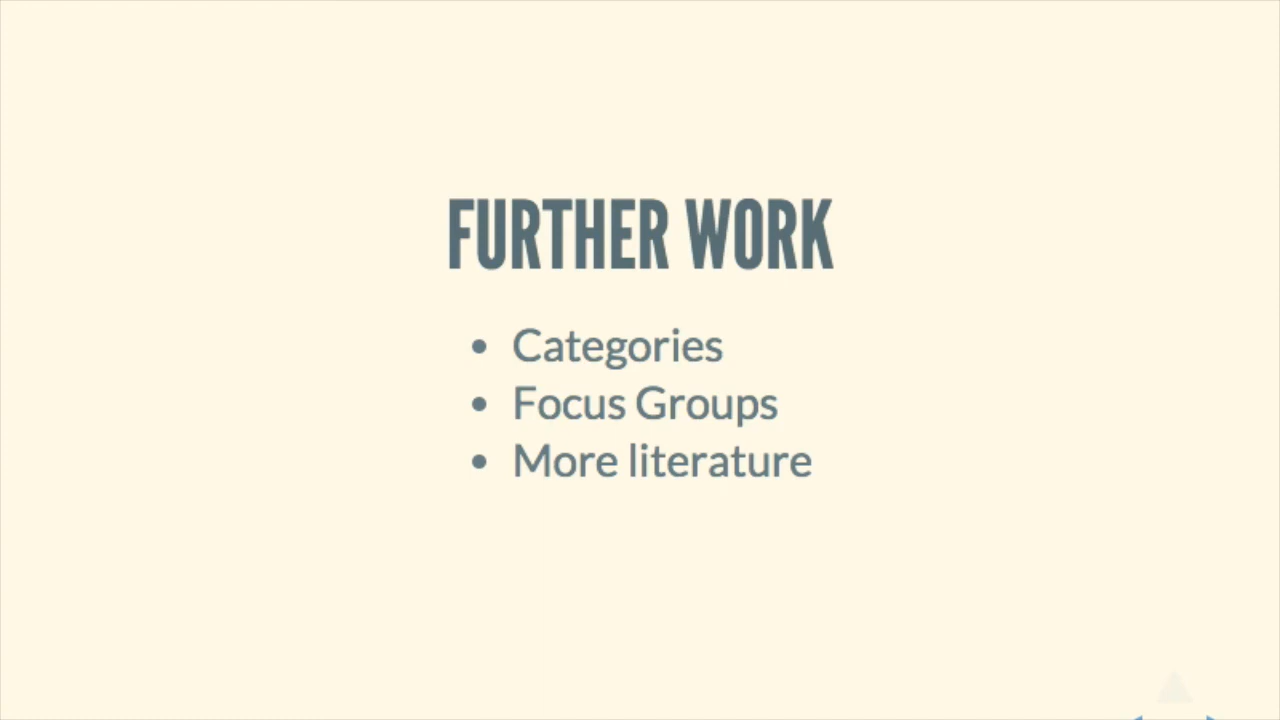 FURTHER WORK
• Categories
• Focus Groups
• More literature